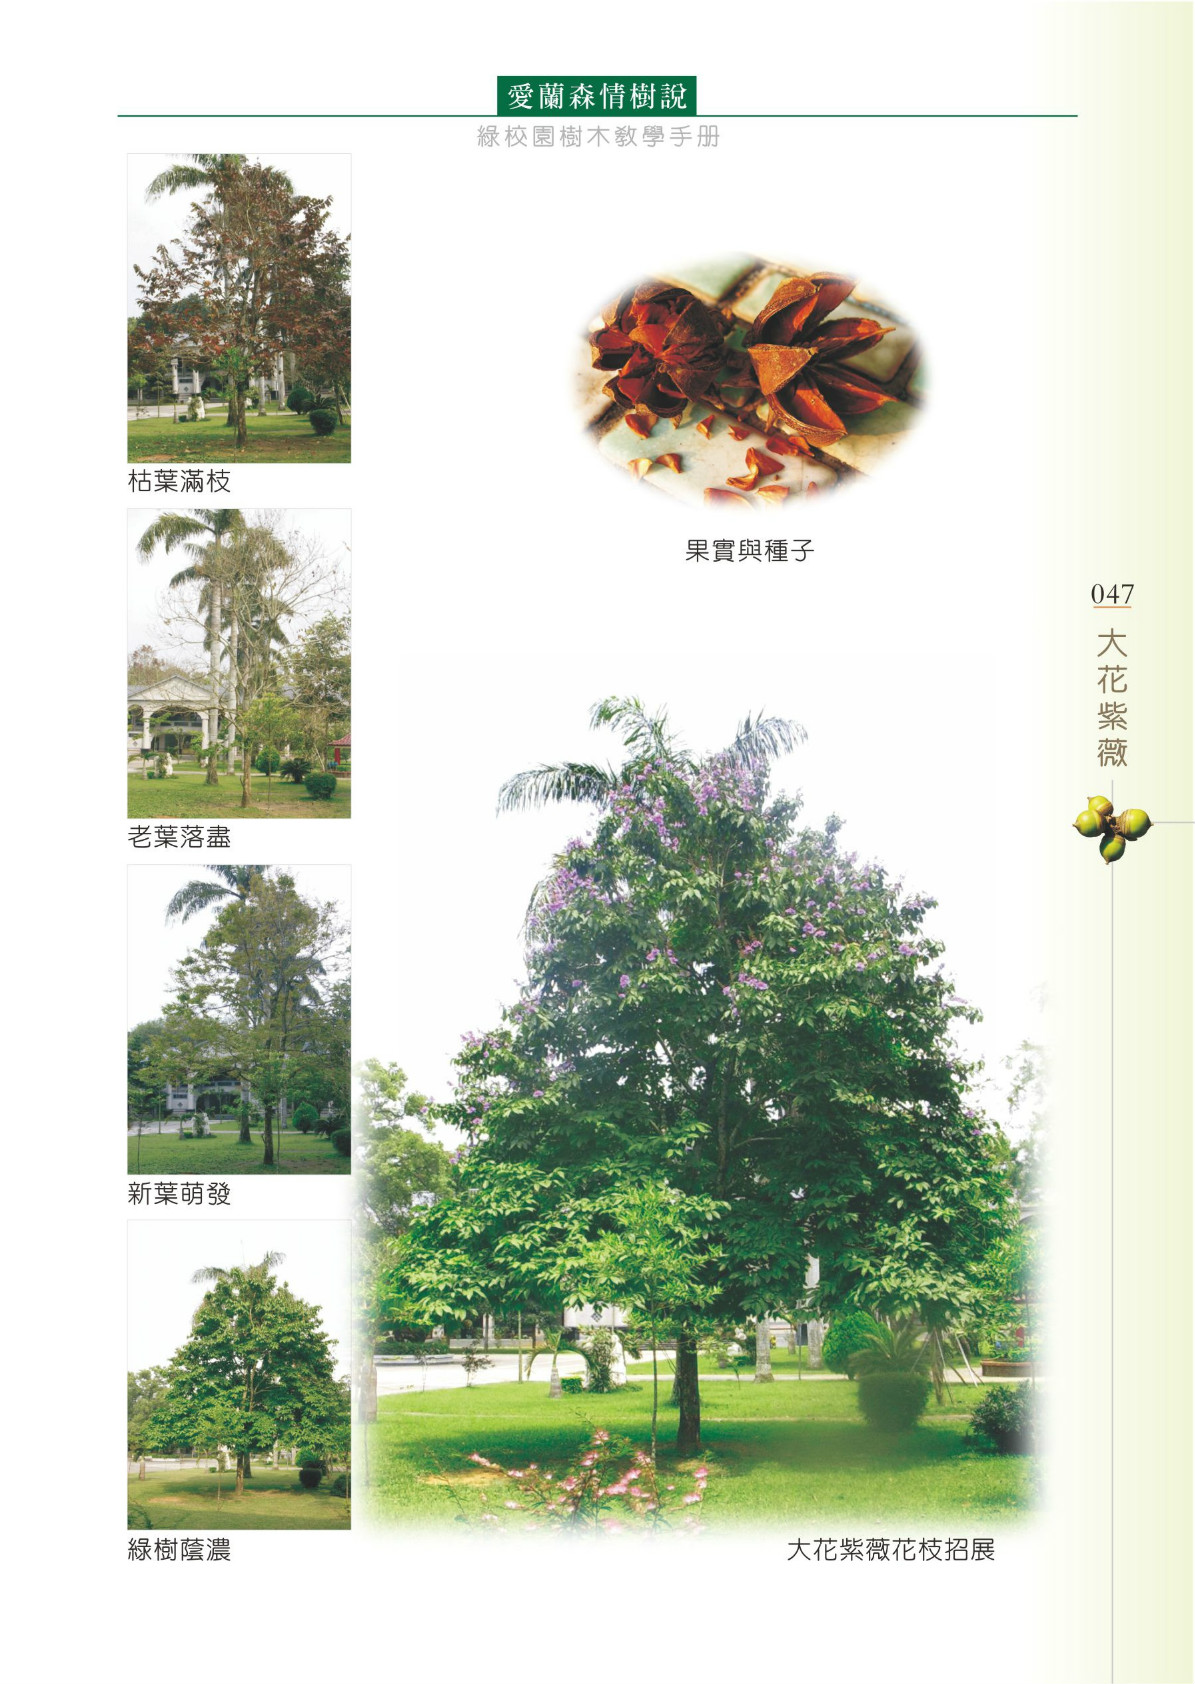 愛蘭森情樹說
綠校園樹木教學手册
枯葉滿枝
果實與種子
老葉落盡
新葉萌發
綠樹蔭濃
大花紫薇花枝招展
047
大花紫薇